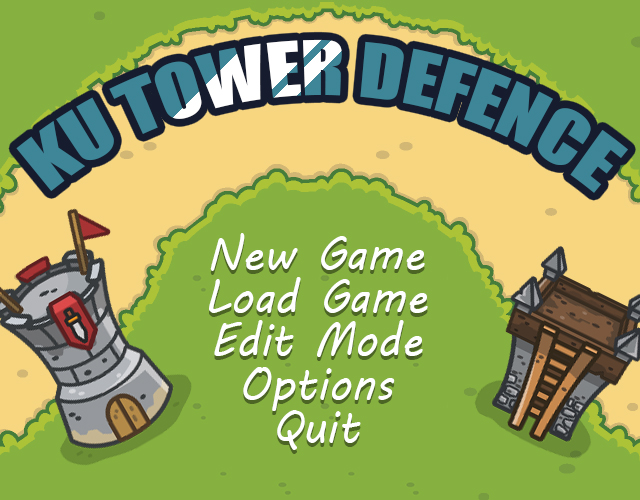 KU TOWER DEFENCE
New Game
Load Game
Edit Mode
Options
Quit